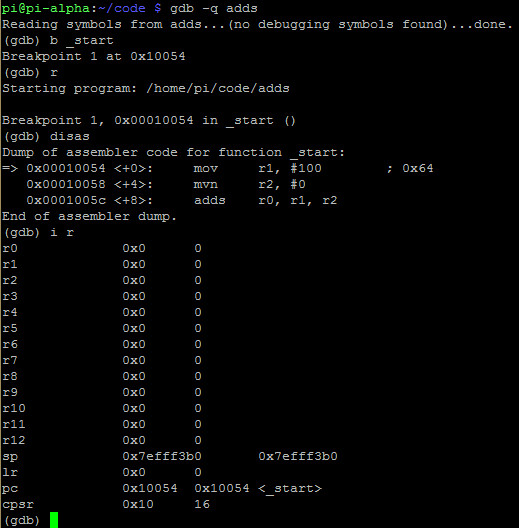 pi@pi-alpha:~/code $ gdb -q adds
Reading symbols from adds...(no debugging symbols found)...done.
(gdb) b _start
Breakpoint 1 at 0x10054
(gdb) r
Starting program: /home/pi/code/adds

Breakpoint 1, 0x00010054 in _start ()
(gdb) disas
Dump of assembler code for function _start:
=> 0x00010054 <+0>:     mov     r1, #100        ; 0x64
   0x00010058 <+4>:     mvn     r2, #0
   0x0001005c <+8>:     adds    r0, r1, r2
End of assembler dump.
(gdb) i r
r0             0x0      0
r1             0x0      0
r2             0x0      0
r3             0x0      0
r4             0x0      0
r5             0x0      0
r6             0x0      0
r7             0x0      0
r8             0x0      0
r9             0x0      0
r10            0x0      0
r11            0x0      0
r12            0x0      0
sp             0x7efff3b0       0x7efff3b0
lr             0x0      0
pc             0x10054  0x10054 <_start>
cpsr           0x10     16
(gdb)